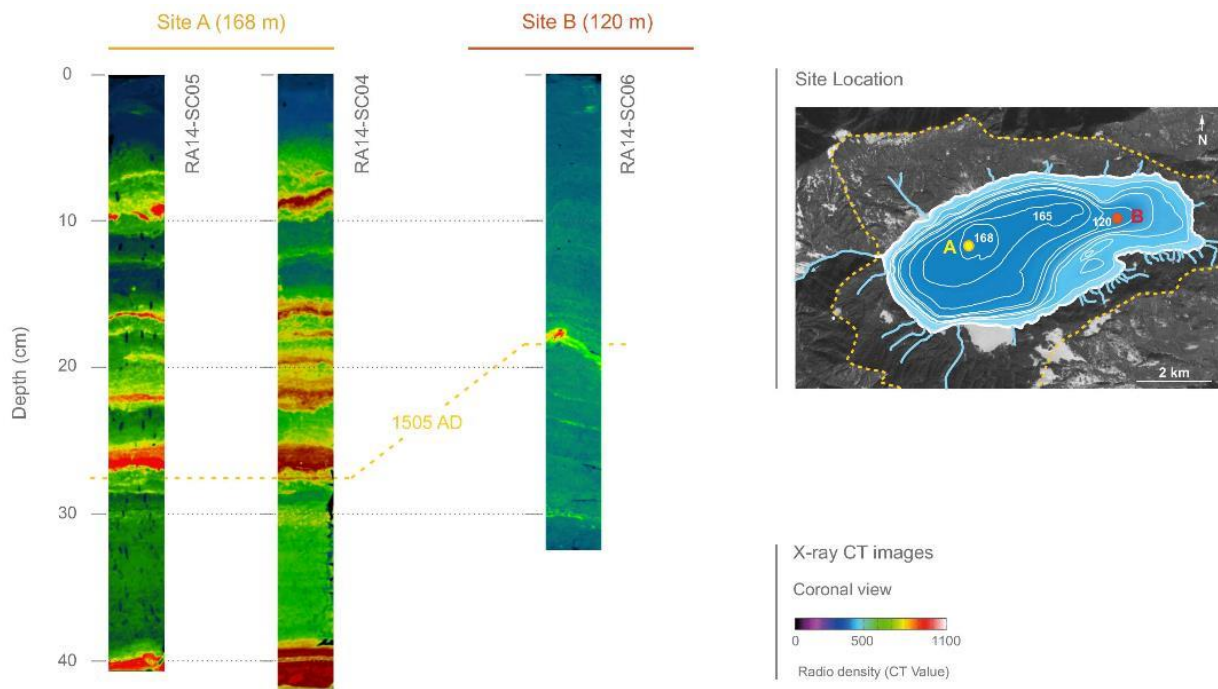 Site A (168 m)
Site B (120 m)
0
10
20
30
40
Depth (cm)
RA14-SC05
RA14-SC04
RA14-SC06
1505 AD
Site Location
N
A
168
165
120
B
2 km
X-ray CT images
Coronal view
0 500 1100
Radio density (CT Value)